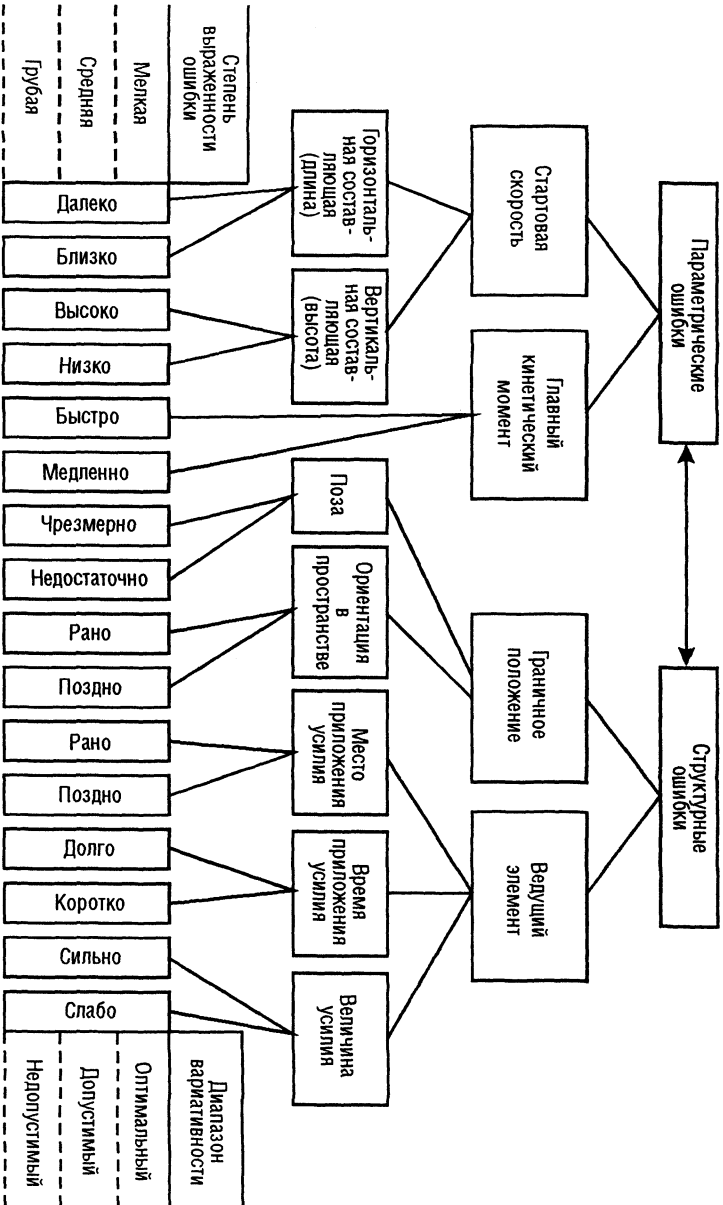 Параметрические
ошибки
Структурные
ошибки
Стартовая
скорость
Главный
кинетический
момент
Граничное
положение
Ведущий
элемент
Горизонталь-
ная состав-
ляющая
(длина)
Вертикаль-
ная состав-
ляющая
(высота)
Поза
Ориентация
в
пространстве
Место
приложения
усилия
Время
приложения
усилия
Величина
усилия
Степень
выраженности
ошибки
Мелкая
Средняя
Грубая
Далеко
Близко
Высоко
Низко
Быстро
Медленно
Чрезмерно
Недостаточно
Рано
Поздно
Рано
Поздно
Долго
Коротко
Сильно
Слабо
Диапазон
вариативности
Оптимальный
Допустимый
Недопустимый